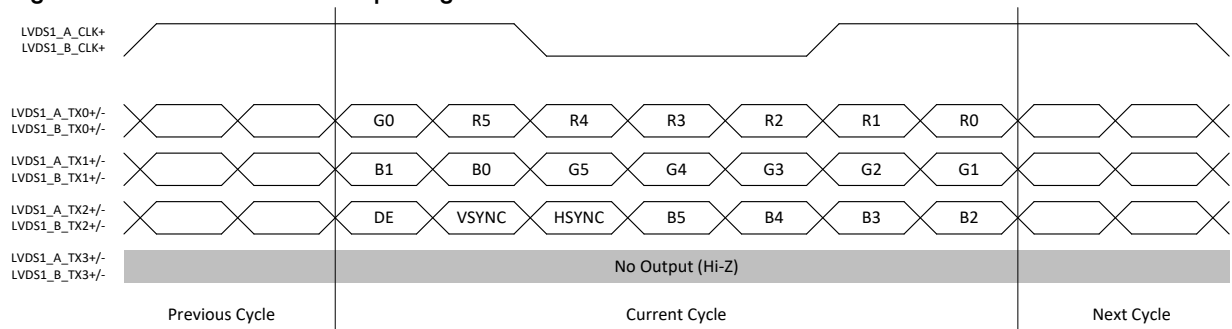 LVDS1_A_CLK+
LVDS1_B_CLK+
LVDS1_A_TX0+/-
LVDS1_B_TX0+/-
G0 R5 R4 R3 R2 R1 R0
LVDS1_A_TX1+/-
LVDS1_B_TX1+/-
B1 B0 G5 G4 G3 G2 G1
LVDS1_A_TX2+/-
LVDS1_B_TX2+/-
DE VSYNC HSYNC B5 B4 B3 B2
LVDS1_A_TX3+/-
LVDS1_B_TX3+/-
No Output (Hi-Z)
Previous Cycle Current Cycle Next Cycle